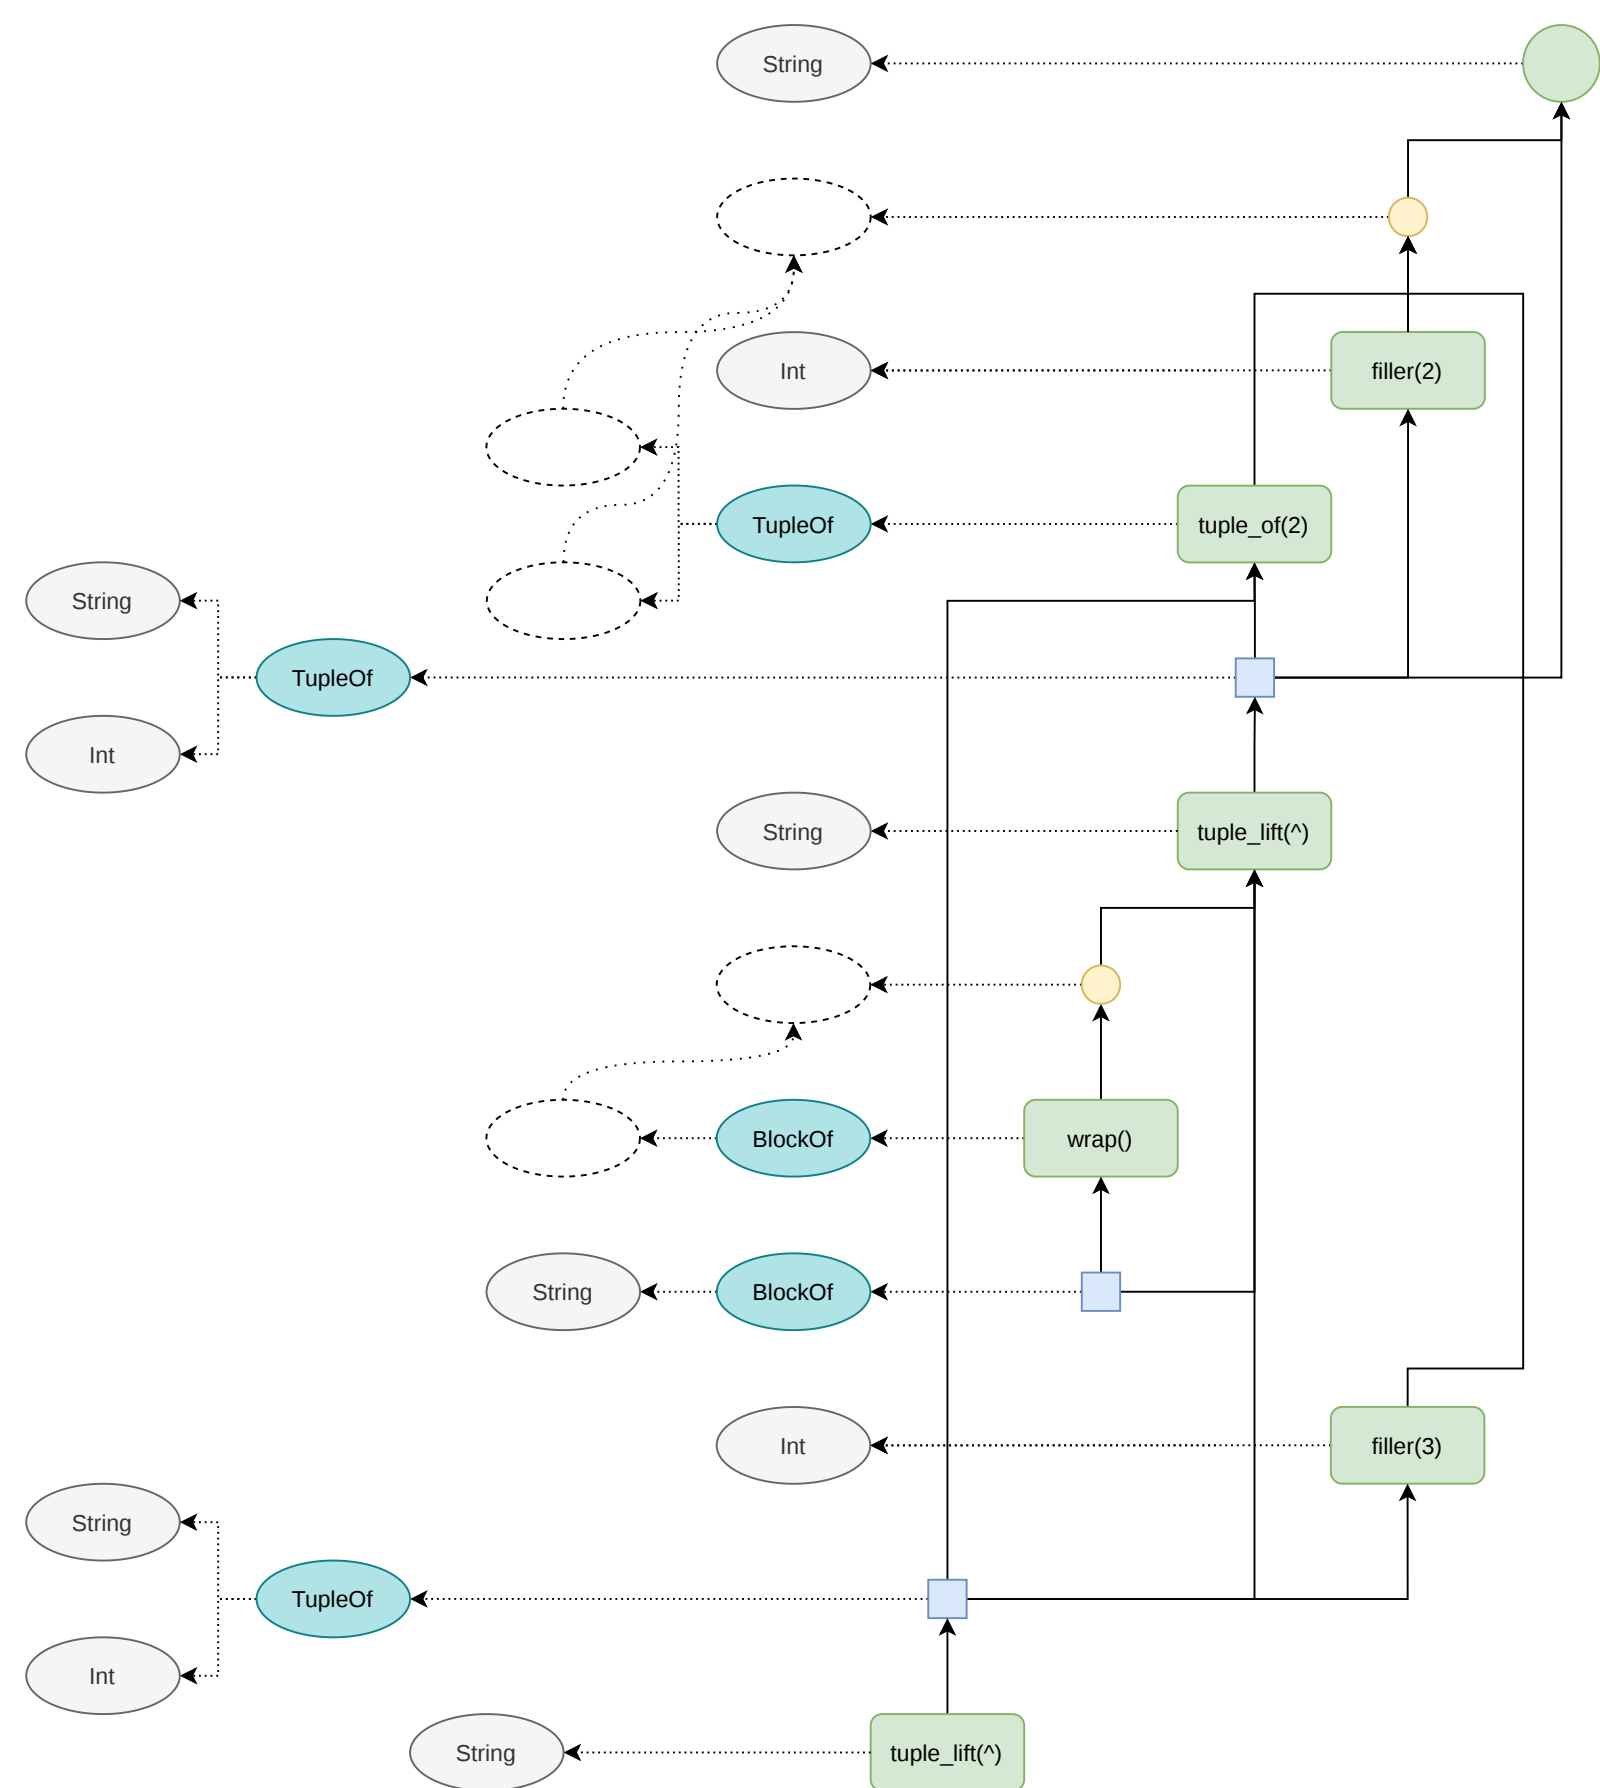 String
Int
filler(2)
TupleOf
tuple_of(2)
String
TupleOf
Int
String
tuple_lift(^)
BlockOf
wrap()
String
BlockOf
Int
filler(3)
String
TupleOf
Int
String
tuple_lift(^)